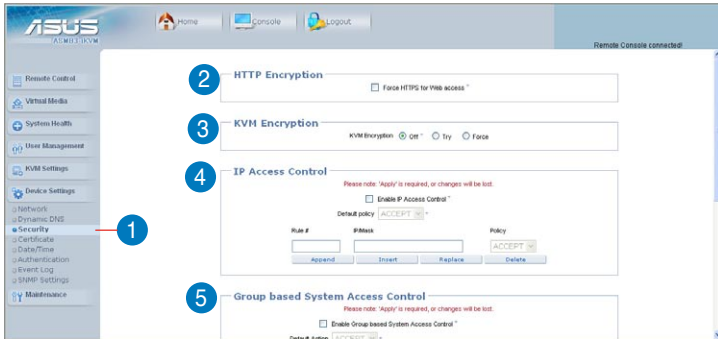 ASUS
ASMB3 iKVM
Home
Console
Logout
Remote Console connected!
Remote Control
Virtual Media
System Health
User Management
KVM Settings
Device Settings
Network
Dynamic DNS
Security
Certificate
Date/Time
Authentication
Event Log
SNMP Settings
Maintenance
1
2
HTTP Encryption
Force HTTPS for Web access *
3
KVM Encryption
KVM Encryption Off * Try Force
4
IP Access Control
Please note: 'Apply' is required, or changes will be lost.
Enable IP Access Control *
Default policy ACCEPT *
Rule # IP/Mask Policy
ACCEPT
Append Insert Replace Delete
5
Group based System Access Control
Please note: 'Apply' is required, or changes will be lost.
Enable Group based System Access Control *
Default Action ACCEPT *